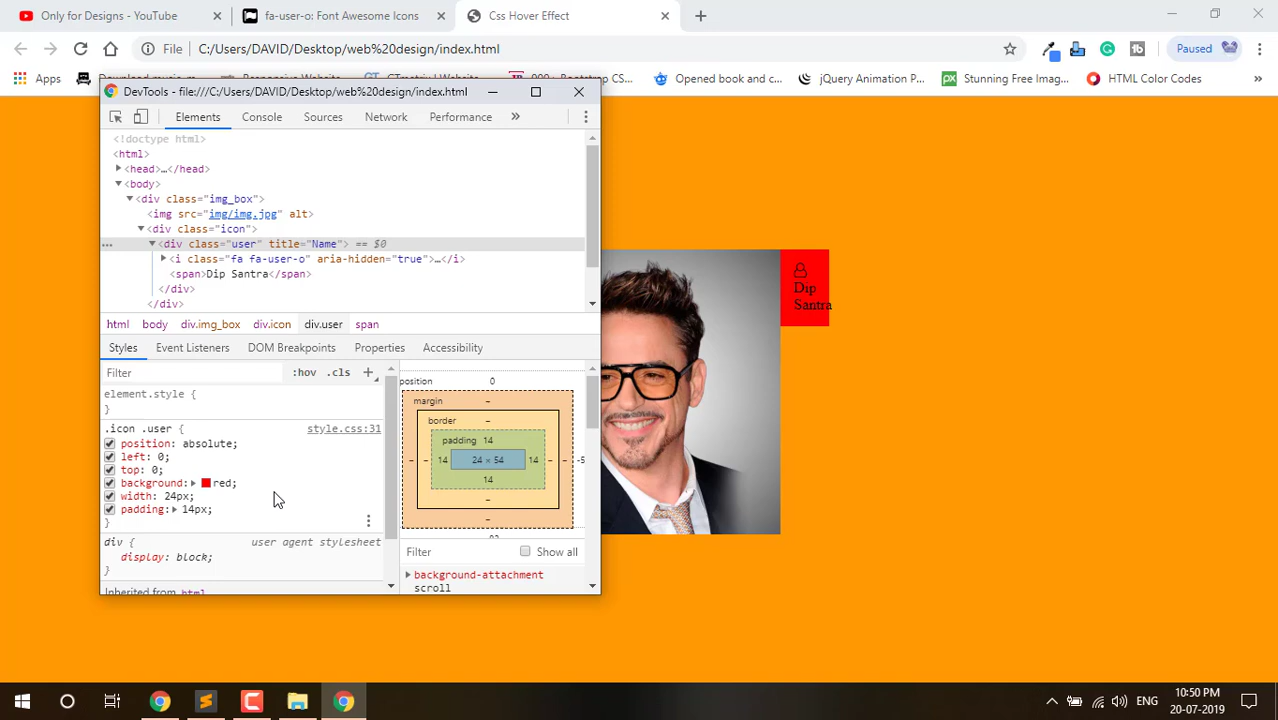 Only for Designs - YouTube
fa-user-o: Font Awesome Icons
Css Hover Effect
File
C:/Users/DAVID/Desktop/web%20design/index.html
Paused
Apps
Opened book and c...
jQuery Animation P...
Stunning Free Imag...
HTML Color Codes
DevTools - file:///C:/Users/DAVID/Desktop/web%20design/index.html
Elements Console Sources Network Performance »
<!doctype html>
<html>
<head>…</head>
<body>
<div class="img_box">
<img src="img/img.jpg" alt>
<div class="icon">
<div class="user" title="Name"> == $0
<i class="fa fa-user-o" aria-hidden="true">…</i>
<span>Dip Santra</span>
</div>
</div>
html body div.img_box div.icon div.user span
Styles Event Listeners DOM Breakpoints Properties Accessibility
Filter :hov .cls +
element.style {
}
.icon .user { style.css:31
position: absolute;
left: 0;
top: 0;
background: red;
width: 24px;
padding: 14px;
}
div { user agent stylesheet
display: block;
}
Inherited from html
position 0
margin –
border –
padding 14
– – 14 24 × 54 14 – – -5
14
–
–
Filter Show all
background-attachment
scroll
Dip
Santra
ENG
10:50 PM
20-07-2019